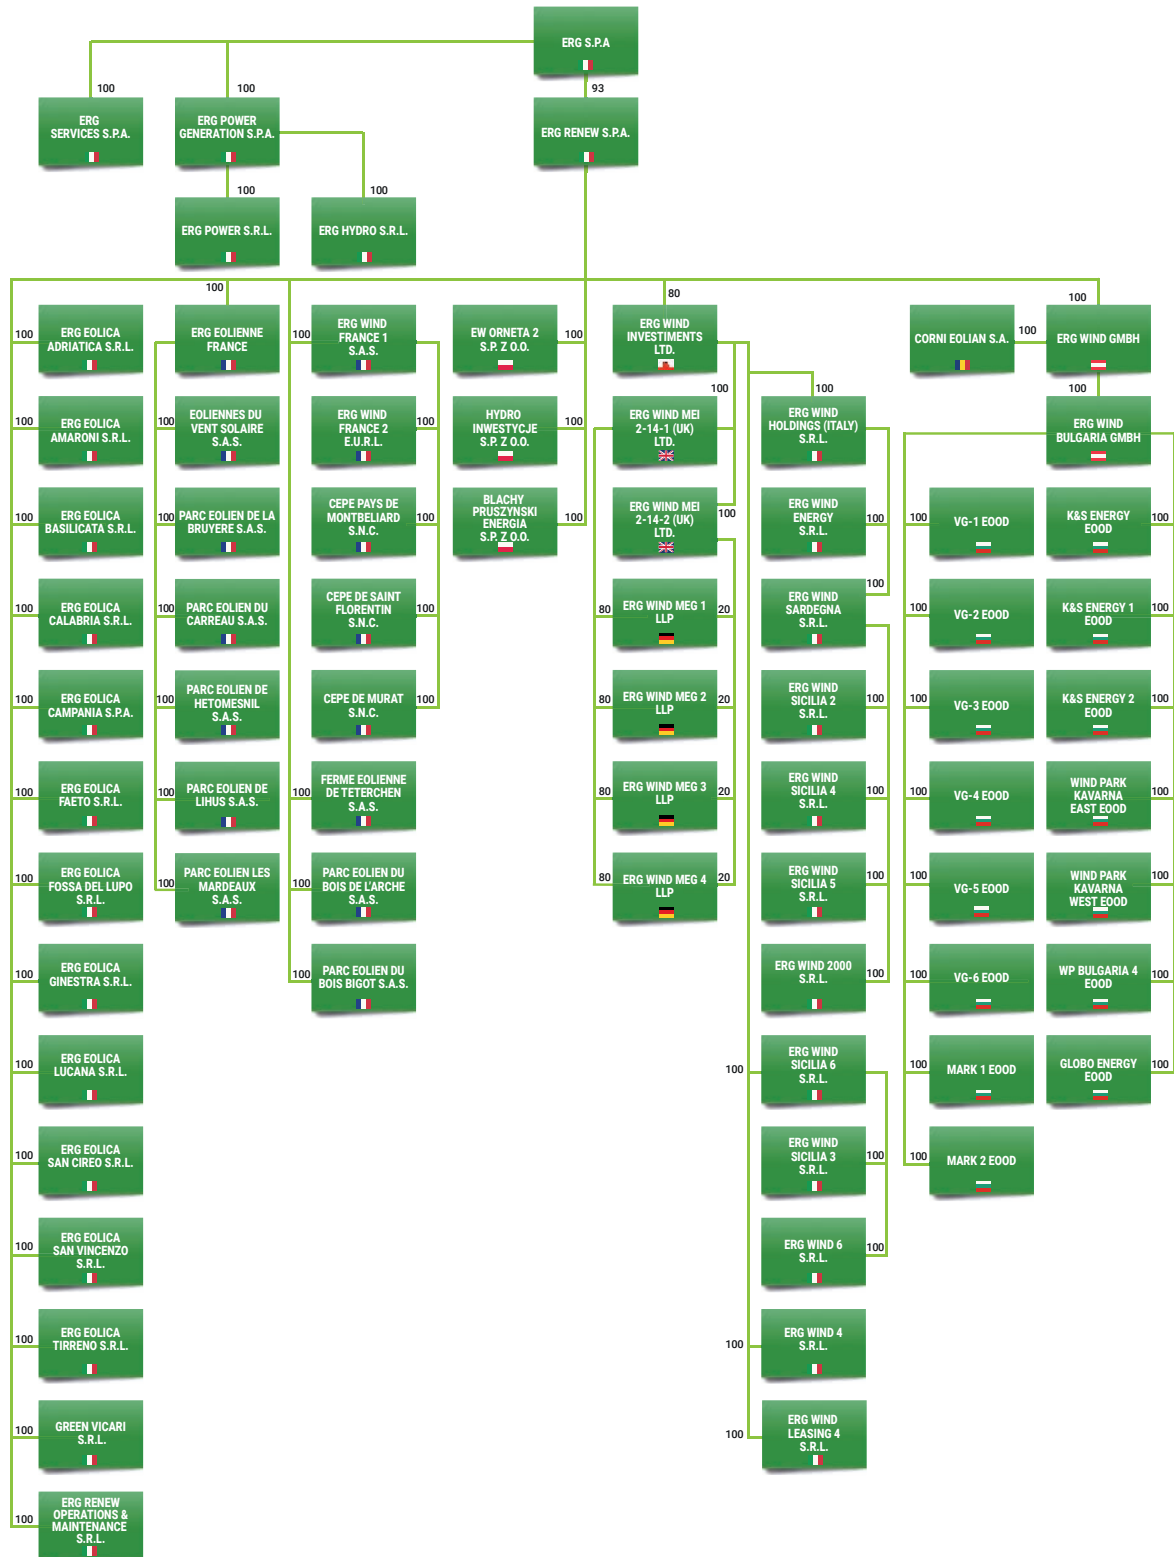 ERG S.P.A
100
100
93
ERG
SERVICES S.P.A.
ERG POWER
GENERATION S.P.A.
ERG RENEW S.P.A.
100
100
ERG POWER S.R.L.
ERG HYDRO S.R.L.
100
80
100
100
ERG EOLICA
ADRIATICA S.R.L.
ERG EOLIENNE
FRANCE
100
ERG WIND
FRANCE 1
S.A.S.
EW ORNETA 2
S.P. Z O.O.
100
ERG WIND
INVESTIMENTS
LTD.
CORNI EOLIAN S.A.
100
ERG WIND GMBH
100
100
100
100
ERG EOLICA
AMARONI S.R.L.
100
EOLIENNES DU
VENT SOLAIRE
S.A.S.
ERG WIND
FRANCE 2
E.U.R.L.
100
HYDRO
INWESTYCJE
S.P. Z O.O.
100
ERG WIND MEI
2-14-1 (UK)
LTD.
ERG WIND
HOLDINGS (ITALY)
S.R.L.
ERG WIND
BULGARIA GMBH
100
ERG EOLICA
BASILICATA S.R.L.
100
PARC EOLIEN DE LA
BRUYERE S.A.S.
CEPE PAYS DE
MONTBELIARD
S.N.C.
100
BLACHY
PRUSZYNSKI
ENERGIA
S.P. Z O.O.
100
ERG WIND MEI
2-14-2 (UK)
LTD.
100
ERG WIND
ENERGY
S.R.L.
100
100
VG-1 EOOD
K&S ENERGY
EOOD
100
100
ERG EOLICA
CALABRIA S.R.L.
100
PARC EOLIEN DU
CARREAU S.A.S.
CEPE DE SAINT
FLORENTIN
S.N.C.
100
80
ERG WIND MEG 1
LLP
20
ERG WIND
SARDEGNA
S.R.L.
100
100
VG-2 EOOD
K&S ENERGY 1
EOOD
100
100
ERG EOLICA
CAMPANIA S.P.A.
100
PARC EOLIEN DE
HETOMESNIL
S.A.S.
CEPE DE MURAT
S.N.C.
100
80
ERG WIND MEG 2
LLP
20
ERG WIND
SICILIA 2
S.R.L.
100
100
VG-3 EOOD
K&S ENERGY 2
EOOD
100
100
ERG EOLICA
FAETO S.R.L.
100
PARC EOLIEN DE
LIHUS S.A.S.
100
FERME EOLIENNE
DE TETERCHEN
S.A.S.
80
ERG WIND MEG 3
LLP
20
ERG WIND
SICILIA 4
S.R.L.
100
100
VG-4 EOOD
WIND PARK
KAVARNA
EAST EOOD
100
100
ERG EOLICA
FOSSA DEL LUPO
S.R.L.
100
PARC EOLIEN LES
MARDEAUX
S.A.S.
100
PARC EOLIEN DU
BOIS DE L'ARCHE
S.A.S.
80
ERG WIND MEG 4
LLP
20
ERG WIND
SICILIA 5
S.R.L.
100
100
VG-5 EOOD
WIND PARK
KAVARNA
WEST EOOD
100
100
ERG EOLICA
GINESTRA S.R.L.
100
PARC EOLIEN DU
BOIS BIGOT S.A.S.
ERG WIND 2000
S.R.L.
100
100
VG-6 EOOD
WP BULGARIA 4
EOOD
100
100
ERG EOLICA
LUCANA S.R.L.
100
ERG WIND
SICILIA 6
S.R.L.
100
MARK 1 EOOD
GLOBO ENERGY
EOOD
100
100
ERG EOLICA
SAN CIREO S.R.L.
ERG WIND
SICILIA 3
S.R.L.
100
100
MARK 2 EOOD
100
ERG EOLICA
SAN VINCENZO
S.R.L.
ERG WIND 6
S.R.L.
100
100
ERG EOLICA
TIRRENO S.R.L.
100
ERG WIND 4
S.R.L.
100
GREEN VICARI
S.R.L.
100
ERG WIND
LEASING 4
S.R.L.
100
ERG RENEW
OPERATIONS &
MAINTENANCE
S.R.L.